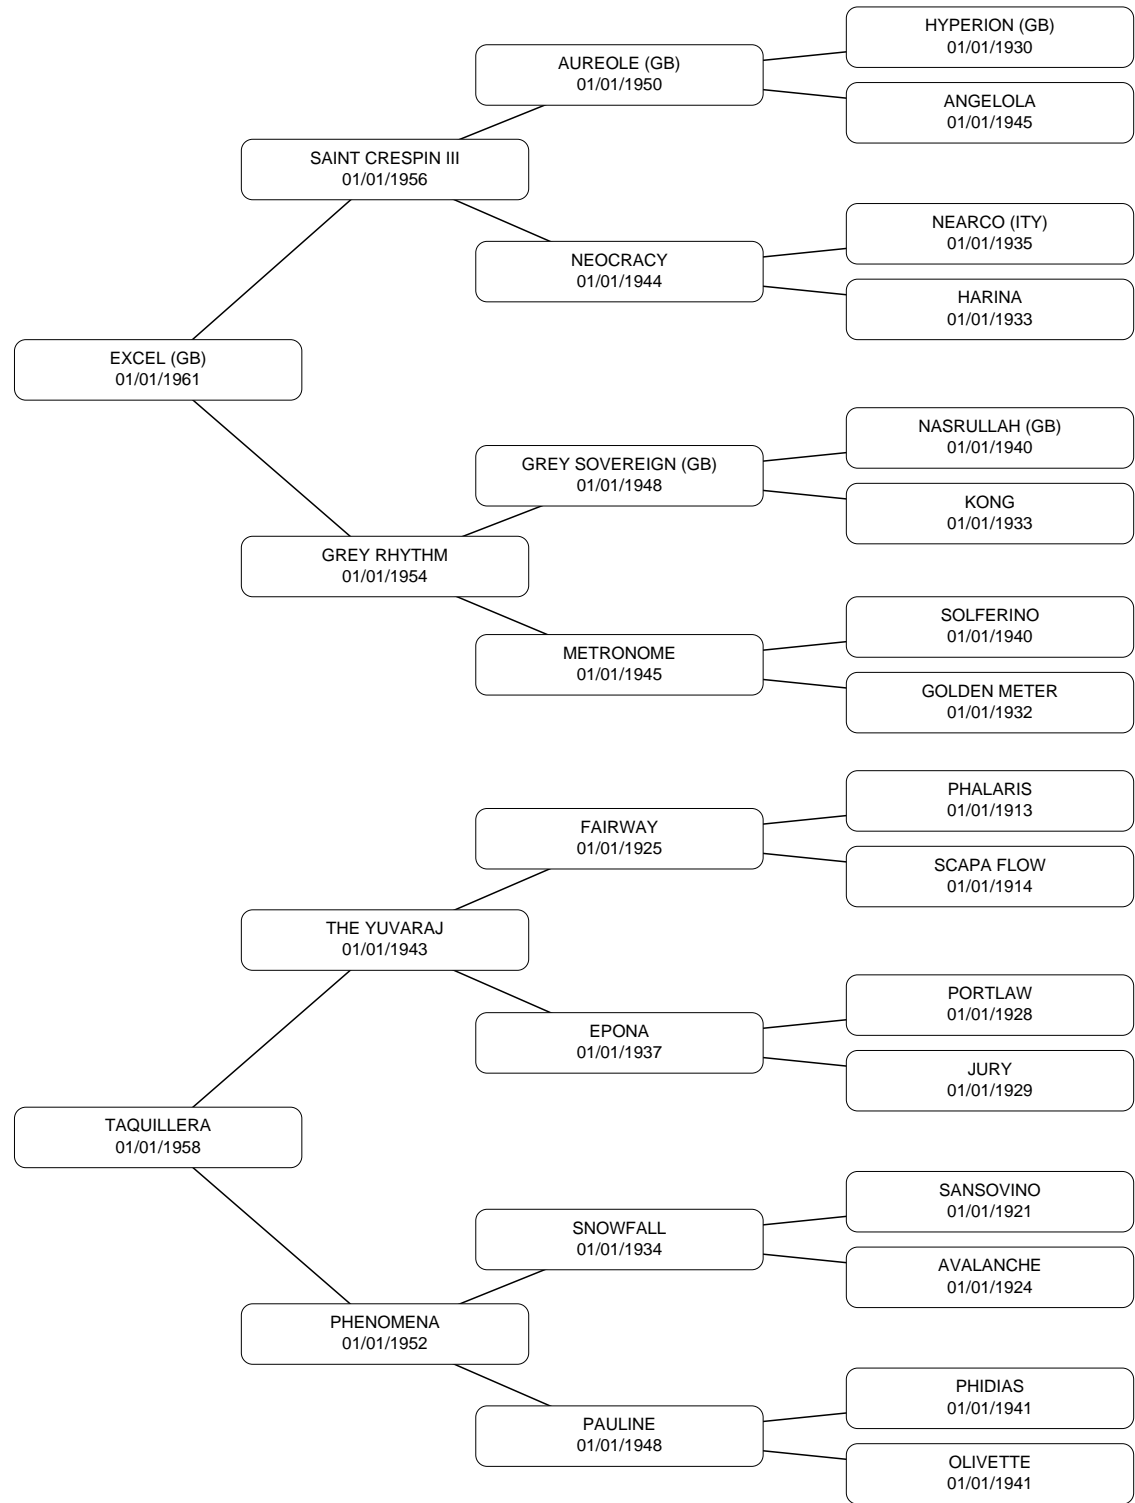 HYPERION (GB)
01/01/1930
AUREOLE (GB)
01/01/1950
ANGELOLA
01/01/1945
SAINT CRESPIN III
01/01/1956
NEARCO (ITY)
01/01/1935
NEOCRACY
01/01/1944
HARINA
01/01/1933
EXCEL (GB)
01/01/1961
NASRULLAH (GB)
01/01/1940
GREY SOVEREIGN (GB)
01/01/1948
KONG
01/01/1933
GREY RHYTHM
01/01/1954
SOLFERINO
01/01/1940
METRONOME
01/01/1945
GOLDEN METER
01/01/1932
PHALARIS
01/01/1913
FAIRWAY
01/01/1925
SCAPA FLOW
01/01/1914
THE YUVARAJ
01/01/1943
PORTLAW
01/01/1928
EPONA
01/01/1937
JURY
01/01/1929
TAQUILLERA
01/01/1958
SANSOVINO
01/01/1921
SNOWFALL
01/01/1934
AVALANCHE
01/01/1924
PHENOMENA
01/01/1952
PHIDIAS
01/01/1941
PAULINE
01/01/1948
OLIVETTE
01/01/1941